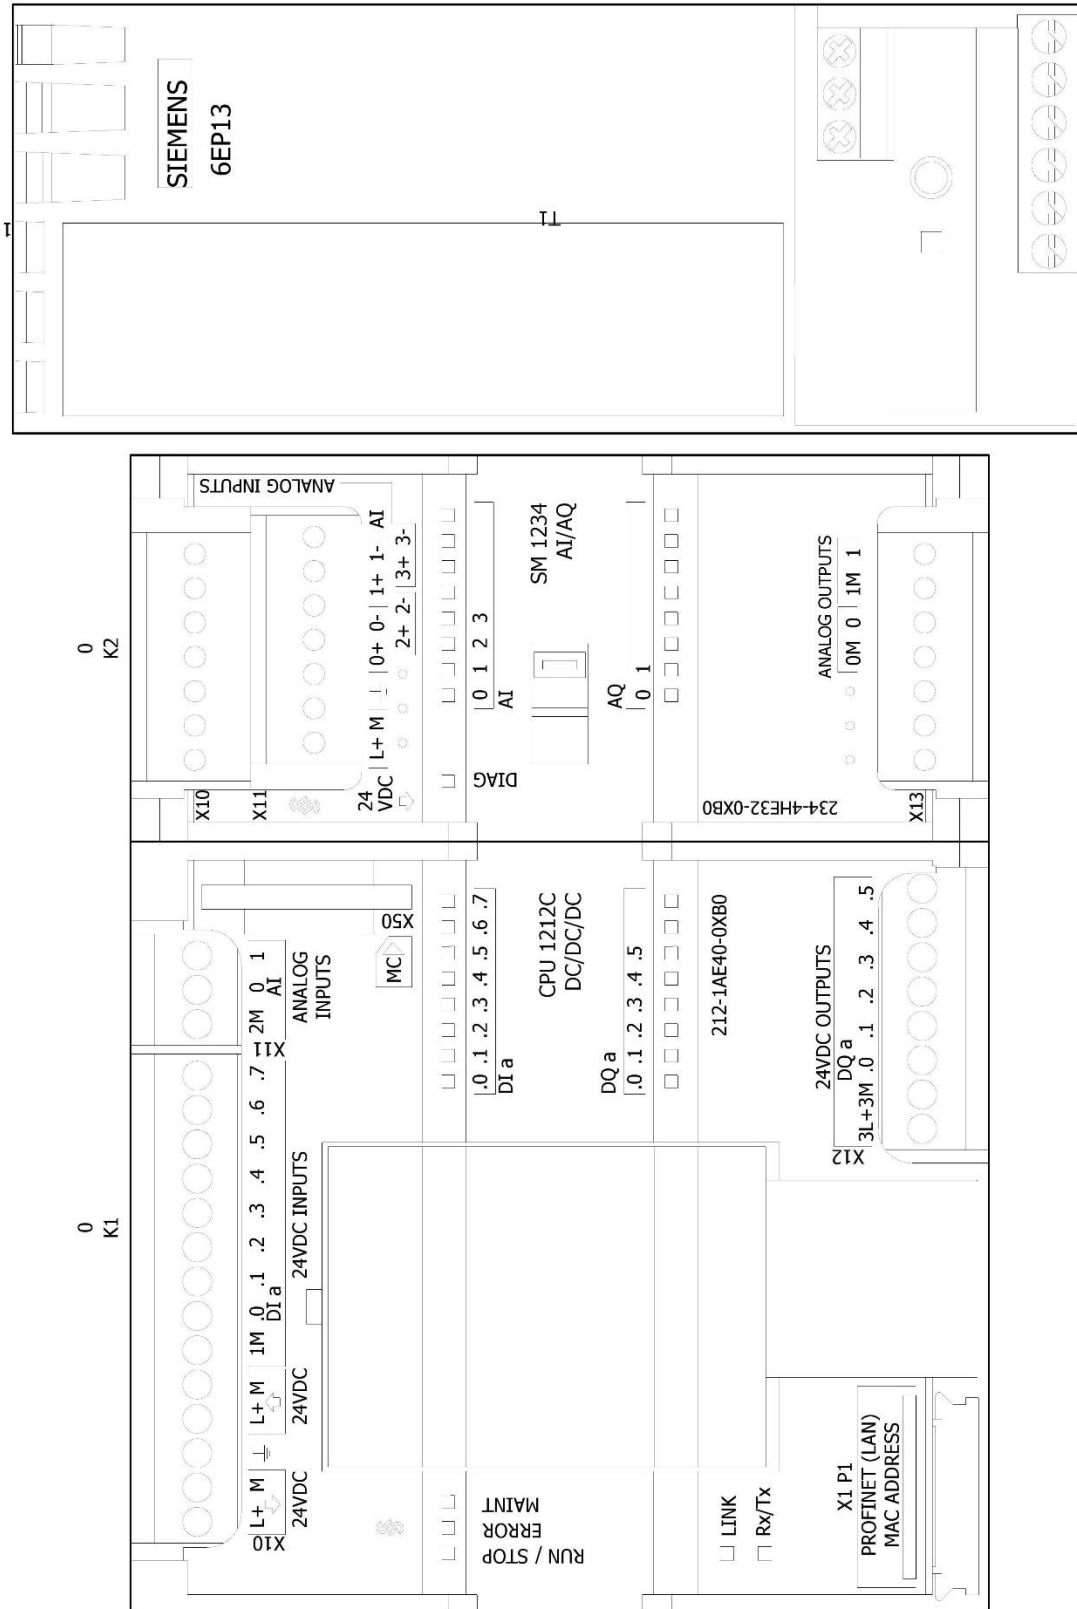 SIEMENS
6EP13
T1
1
0
K2
ANALOG INPUTS
L+ M ⏊ 0+ 0- 1+ 1- AI
2+ 2- 3+ 3-
X10
X11
24
VDC
0 1 2 3
AI
DIAG
SM 1234
AI/AQ
AQ
0 1
234-4HE32-0XB0
ANALOG OUTPUTS
0M 0 1M 1
X13
0
K1
X50
MC
2M 0 1
AI
X11
ANALOG
INPUTS
L+ M ⏚ L+ M 1M .0 .1 .2 .3 .4 .5 .6 .7
DI a
X10
24VDC
24VDC
24VDC INPUTS
.0 .1 .2 .3 .4 .5 .6 .7
DI a
CPU 1212C
DC/DC/DC
DQ a
.0 .1 .2 .3 .4 .5
212-1AE40-0XB0
24VDC OUTPUTS
DQ a
3L+3M .0 .1 .2 .3 .4 .5
X12
MAINT
ERROR
RUN / STOP
LINK
Rx/Tx
X1 P1
PROFINET (LAN)
MAC ADDRESS